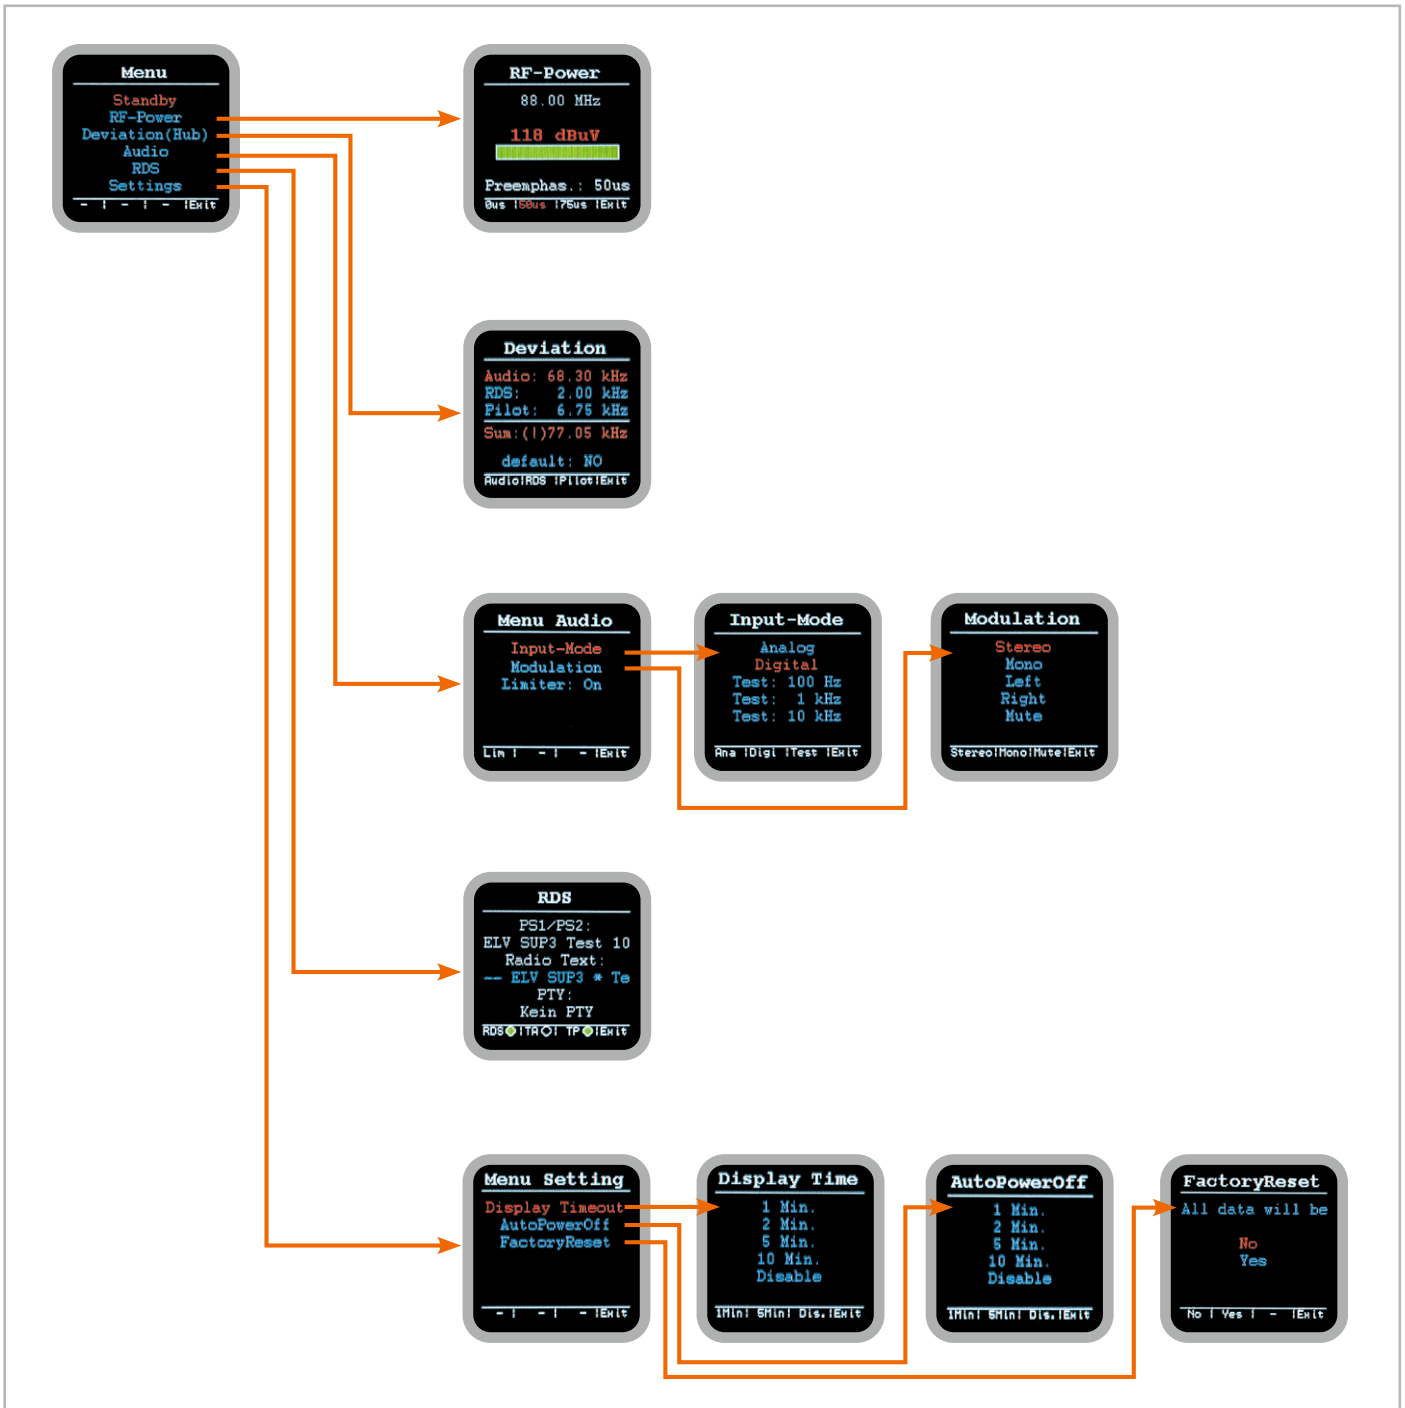 Menu
Standby
RF-Power
Deviation(Hub)
Audio
RDS
Settings
- | - | - |Exit
RF-Power
88.00 MHz
118 dBuV
Preemphas.: 50us
0us |50us |75us |Exit
Deviation
Audio: 68.30 kHz
RDS: 2.00 kHz
Pilot: 6.75 kHz
Sum:(!)77.05 kHz
default: NO
Audio|RDS |Pilot|Exit
Menu Audio
Input-Mode
Modulation
Limiter: On
Lim | - | - |Exit
Input-Mode
Analog
Digital
Test: 100 Hz
Test: 1 kHz
Test: 10 kHz
Ana |Digi |Test |Exit
Modulation
Stereo
Mono
Left
Right
Mute
Stereo|Mono|Mute|Exit
RDS
PS1/PS2:
ELV SUP3 Test 10
Radio Text:
-- ELV SUP3 * Te
PTY:
Kein PTY
RDS |TA | TP |Exit
Menu Setting
Display Timeout
AutoPowerOff
FactoryReset
- | - | - |Exit
Display Time
1 Min.
2 Min.
5 Min.
10 Min.
Disable
1Min| 5Min| Dis.|Exit
AutoPowerOff
1 Min.
2 Min.
5 Min.
10 Min.
Disable
1Min| 5Min| Dis.|Exit
FactoryReset
All data will be
No
Yes
No | Yes | - |Exit